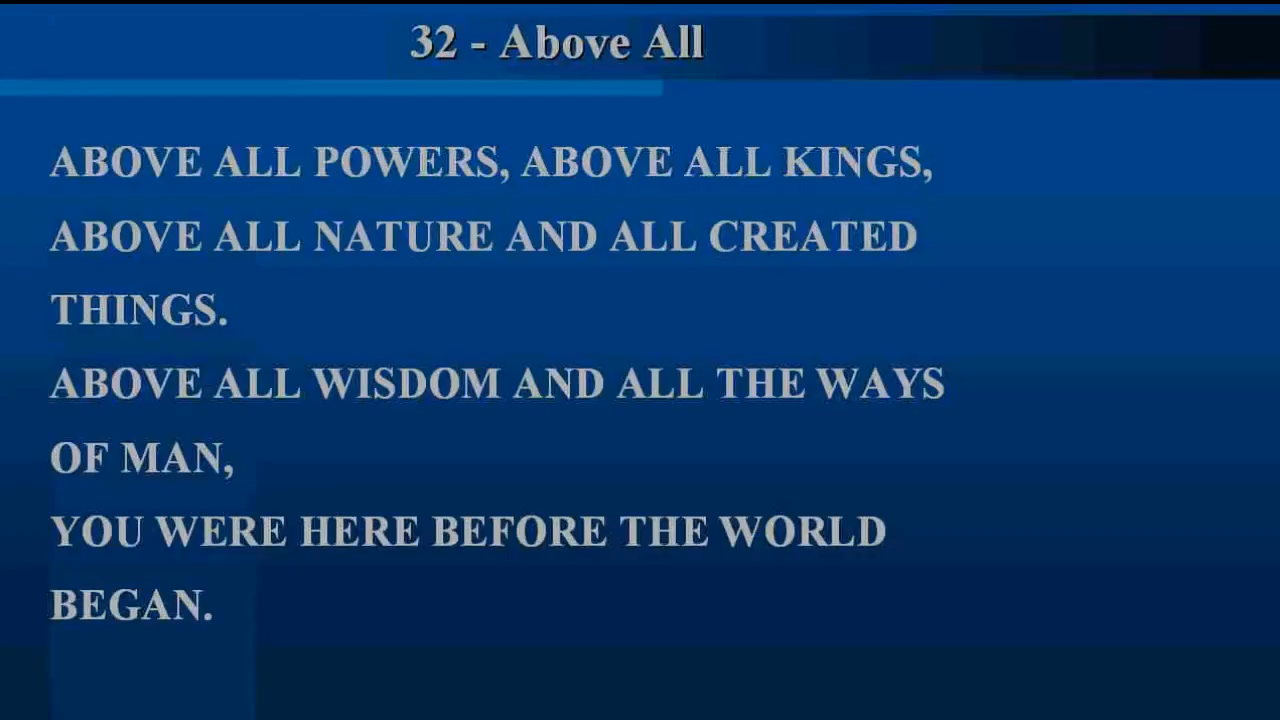 32 - Above All
ABOVE ALL POWERS, ABOVE ALL KINGS,
ABOVE ALL NATURE AND ALL CREATED
THINGS.
ABOVE ALL WISDOM AND ALL THE WAYS
OF MAN,
YOU WERE HERE BEFORE THE WORLD
BEGAN.